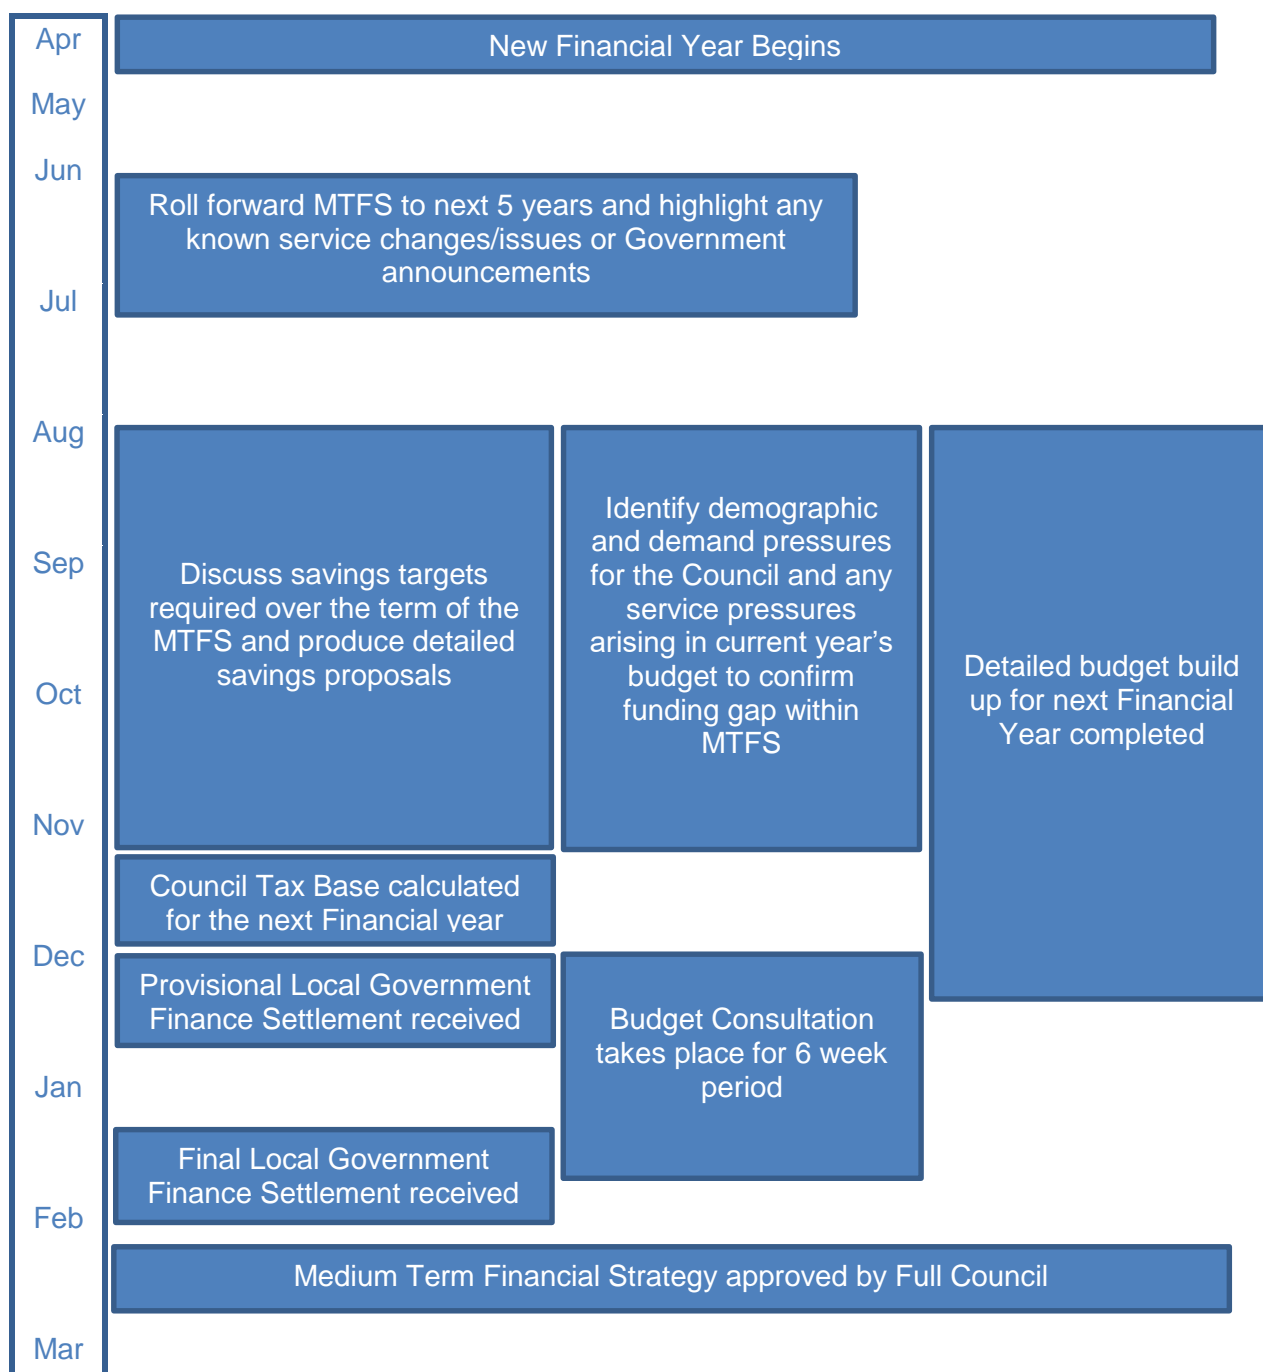 Apr
New Financial Year Begins
May
Jun
Roll forward MTFS to next 5 years and highlight any
known service changes/issues or Government
announcements
Jul
Aug
Sep
Oct
Nov
Discuss savings targets
required over the term of the
MTFS and produce detailed
savings proposals
Identify demographic
and demand pressures
for the Council and any
service pressures
arising in current year’s
budget to confirm
funding gap within
MTFS
Detailed budget build
up for next Financial
Year completed
Council Tax Base calculated
for the next Financial year
Dec
Provisional Local Government
Finance Settlement received
Budget Consultation
takes place for 6 week
period
Jan
Final Local Government
Finance Settlement received
Feb
Medium Term Financial Strategy approved by Full Council
Mar